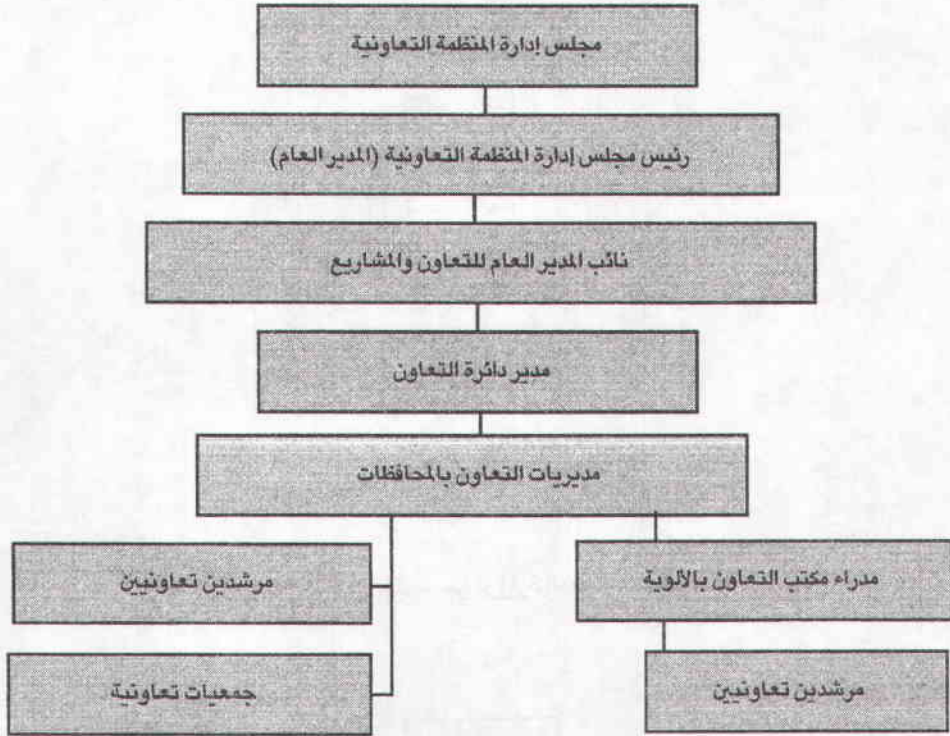 مجلس إدارة المنظمة التعاونية
رئيس مجلس إدارة المنظمة التعاونية (المدير العام)
نائب المدير العام للتعاون والمشاريع
مدير دائرة التعاون
مديريات التعاون بالمحافظات
مدراء مكتب التعاون بالالوية
مرشدين تعاونيين
مرشدين تعاونيين
جمعيات تعاونية